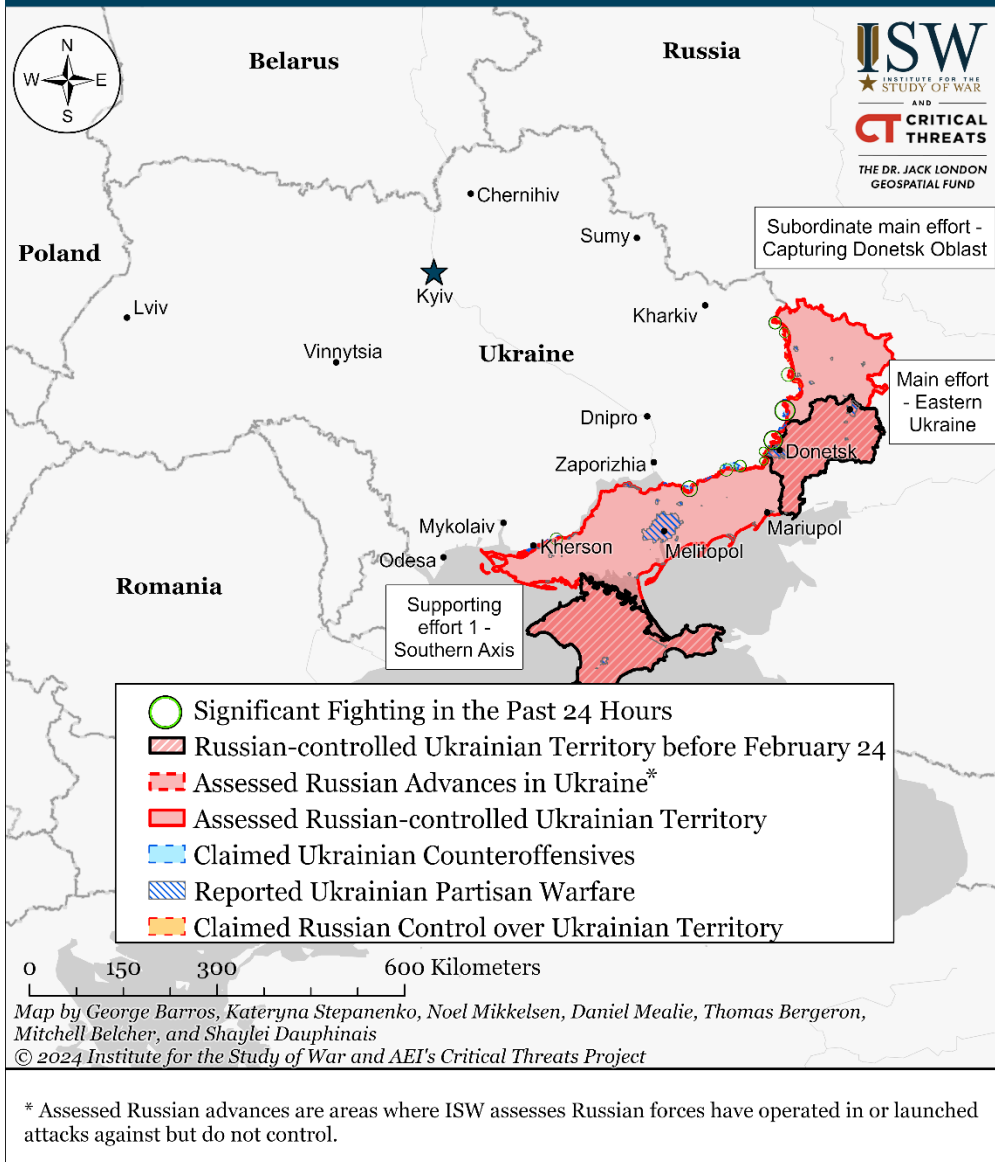 N
W
E
S
Belarus
Russia
ISW
INSTITUTE FOR THE
STUDY OF WAR
AND
CT CRITICAL
THREATS
THE DR. JACK LONDON
GEOSPATIAL FUND
Chernihiv
Sumy
Subordinate main effort -
Capturing Donetsk Oblast
Poland
Kyiv
Lviv
Kharkiv
Vinnytsia
Ukraine
Main effort
- Eastern
Ukraine
Dnipro
Donetsk
Zaporizhia
Mariupol
Mykolaiv
Kherson
Melitopol
Odesa
Romania
Supporting
effort 1 -
Southern Axis
Significant Fighting in the Past 24 Hours
Russian-controlled Ukrainian Territory before February 24
Assessed Russian Advances in Ukraine*
Assessed Russian-controlled Ukrainian Territory
Claimed Ukrainian Counteroffensives
Reported Ukrainian Partisan Warfare
Claimed Russian Control over Ukrainian Territory
0 150 300 600 Kilometers
Map by George Barros, Kateryna Stepanenko, Noel Mikkelsen, Daniel Mealie, Thomas Bergeron,
Mitchell Belcher, and Shaylei Dauphinais
© 2024 Institute for the Study of War and AEI's Critical Threats Project
* Assessed Russian advances are areas where ISW assesses Russian forces have operated in or launched
attacks against but do not control.